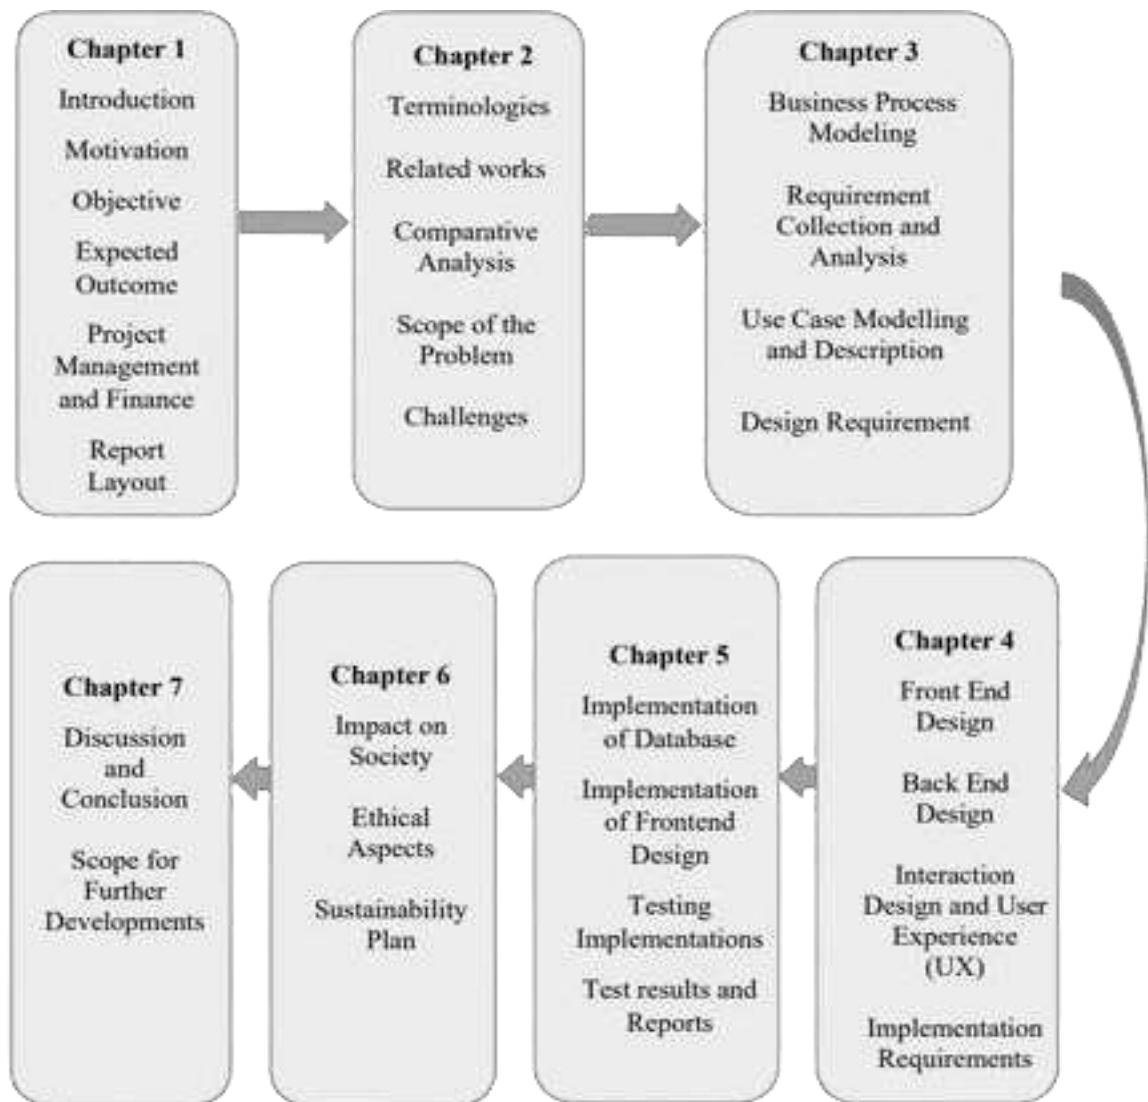 Chapter 1
Introduction
Motivation
Objective
Expected
Outcome
Project
Management
and Finance
Report
Layout
Chapter 2
Terminologies
Related works
Comparative
Analysis
Scope of the
Problem
Challenges
Chapter 3
Business Process
Modeling
Requirement
Collection and
Analysis
Use Case Modelling
and Description
Design Requirement
Chapter 4
Front End
Design
Back End
Design
Interaction
Design and User
Experience
(UX)
Implementation
Requirements
Chapter 5
Implementation
of Database
Implementation
of Frontend
Design
Testing
Implementations
Test results and
Reports
Chapter 6
Impact on
Society
Ethical
Aspects
Sustainability
Plan
Chapter 7
Discussion
and
Conclusion
Scope for
Further
Developments